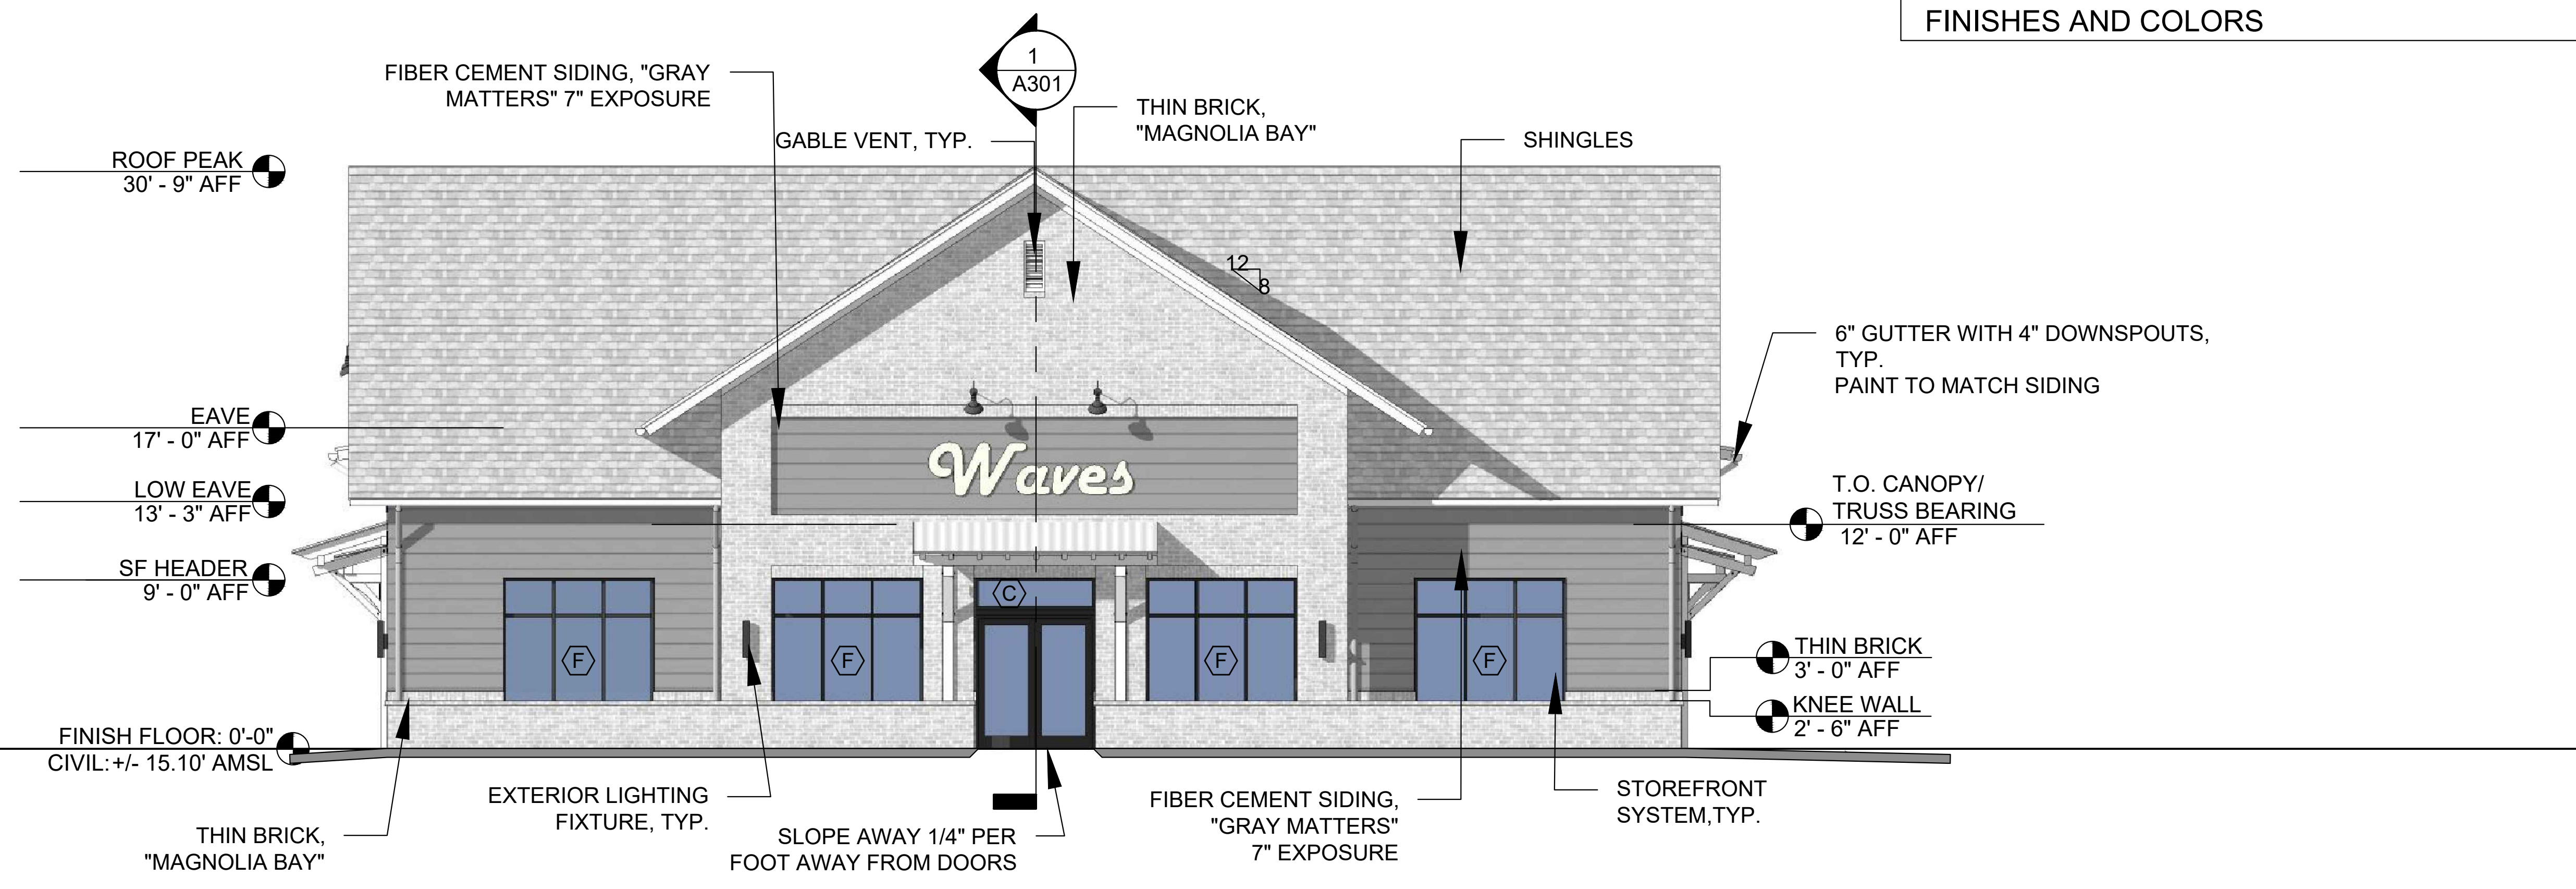 FINISHES AND COLORS
1
A301
FIBER CEMENT SIDING, "GRAY
MATTERS" 7" EXPOSURE
THIN BRICK,
"MAGNOLIA BAY"
GABLE VENT, TYP.
SHINGLES
ROOF PEAK
30' - 9" AFF
12
8
6" GUTTER WITH 4" DOWNSPOUTS,
TYP.
PAINT TO MATCH SIDING
EAVE
17' - 0" AFF
Waves
LOW EAVE
13' - 3" AFF
T.O. CANOPY/
TRUSS BEARING
12' - 0" AFF
SF HEADER
9' - 0" AFF
C
F
F
F
F
THIN BRICK
3' - 0" AFF
KNEE WALL
2' - 6" AFF
FINISH FLOOR: 0'-0"
CIVIL:+/- 15.10' AMSL
EXTERIOR LIGHTING
FIXTURE, TYP.
THIN BRICK,
"MAGNOLIA BAY"
SLOPE AWAY 1/4" PER
FOOT AWAY FROM DOORS
FIBER CEMENT SIDING,
"GRAY MATTERS"
7" EXPOSURE
STOREFRONT
SYSTEM,TYP.